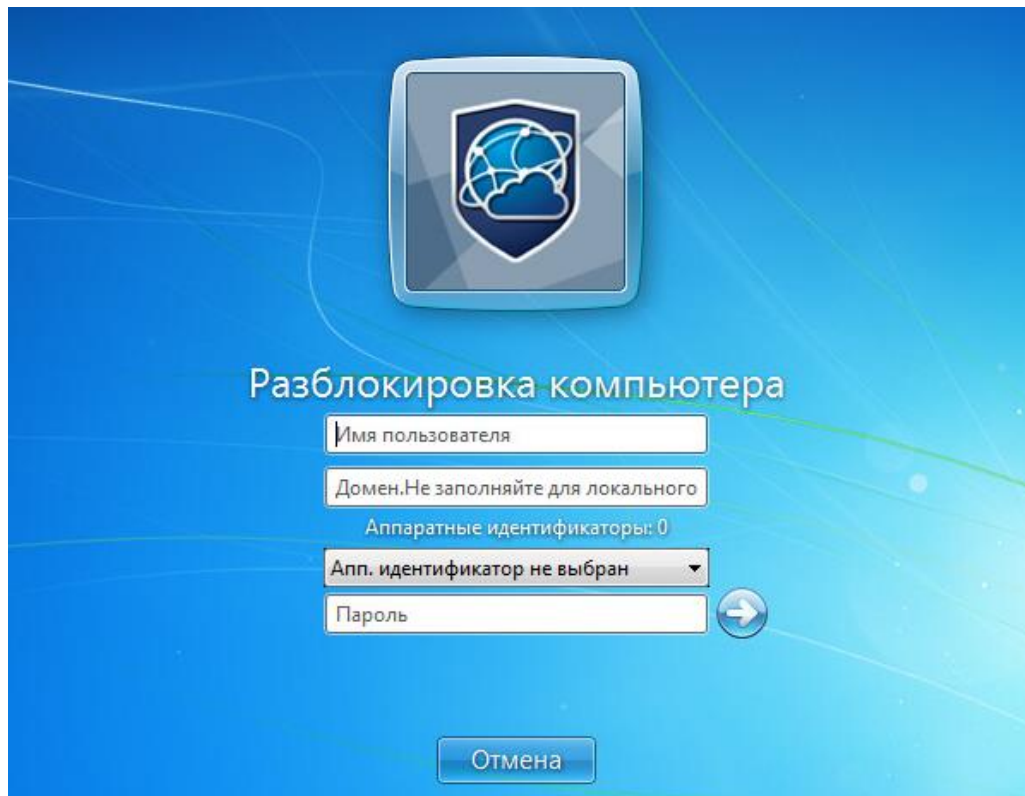 Разблокировка компьютера
Имя пользователя
Домен.Не заполняйте для локального
Аппаратные идентификаторы: 0
Апп. идентификатор не выбран
Пароль
Отмена